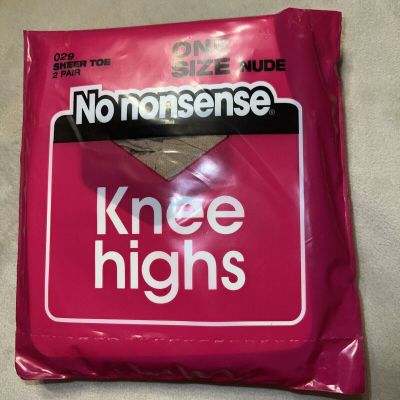 029
SHEER TOE
2 PAIR
ONE
SIZE NUDE
No nonsense®
Knee
highs